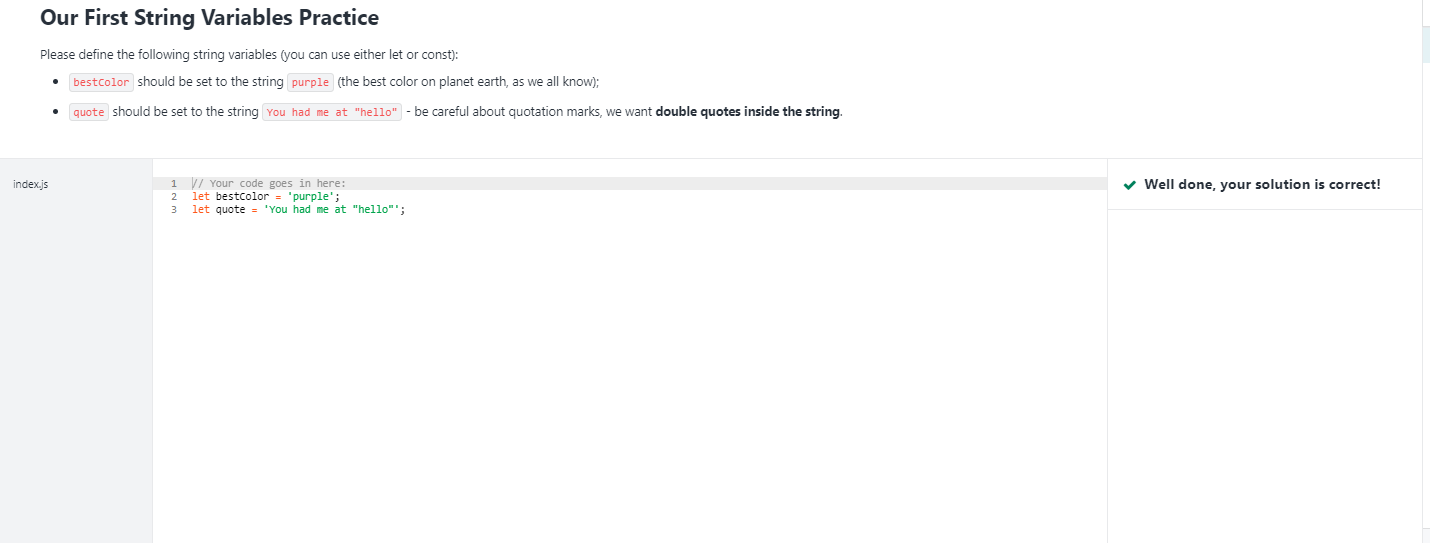 Our First String Variables Practice
Please define the following string variables (you can use either let or const):
bestColor should be set to the string purple (the best color on planet earth, as we all know);
quote should be set to the string You had me at "hello" - be careful about quotation marks, we want double quotes inside the string.
index.js
1 // Your code goes in here:
2 let bestColor = 'purple';
3 let quote = 'You had me at "hello"';
Well done, your solution is correct!